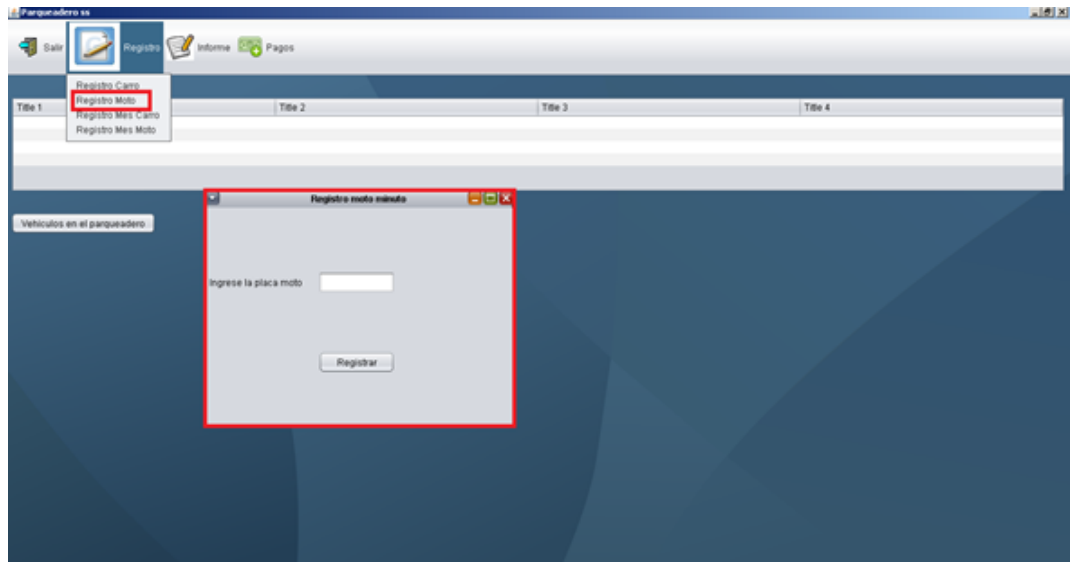 Parqueadero ss
Salir Registro Informe Pagos
Registro Carro
Registro Moto
Registro Mes Carro
Registro Mes Moto
Title 1 Title 2 Title 3 Title 4
Registro moto minuto
Vehiculos en el parqueadero
Ingrese la placa moto
Registrar